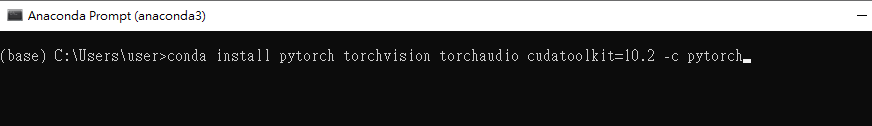 Anaconda Prompt (anaconda3)
(base) C:\Users\user>conda install pytorch torchvision torchaudio cudatoolkit=10.2 -c pytorch